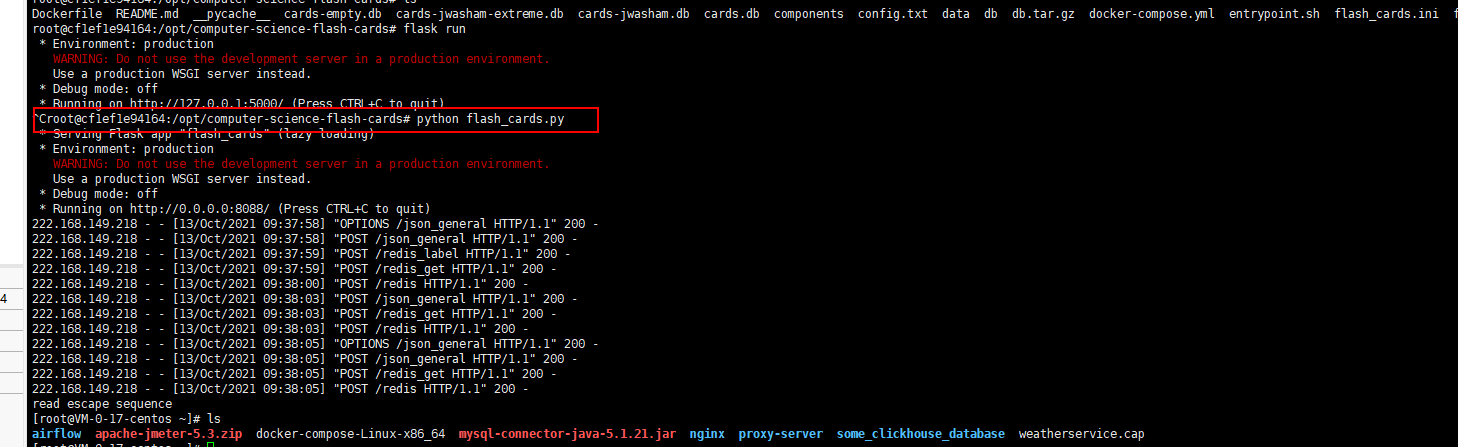 root@cf1ef1e94164:/opt/computer-science-flash-cards# ls
Dockerfile  README.md  __pycache__  cards-empty.db  cards-jwasham-extreme.db  cards-jwasham.db  cards.db  components  config.txt  data  db  db.tar.gz  docker-compose.yml  entrypoint.sh  flash_cards.ini  f
root@cf1ef1e94164:/opt/computer-science-flash-cards# flask run
 * Environment: production
   WARNING: Do not use the development server in a production environment.
   Use a production WSGI server instead.
 * Debug mode: off
 * Running on http://127.0.0.1:5000/ (Press CTRL+C to quit)
^Croot@cf1ef1e94164:/opt/computer-science-flash-cards# python flash_cards.py
 * Serving Flask app "flash_cards" (lazy loading)
 * Environment: production
   WARNING: Do not use the development server in a production environment.
   Use a production WSGI server instead.
 * Debug mode: off
 * Running on http://0.0.0.0:8088/ (Press CTRL+C to quit)
222.168.149.218 - - [13/Oct/2021 09:37:58] "OPTIONS /json_general HTTP/1.1" 200 -
222.168.149.218 - - [13/Oct/2021 09:37:58] "POST /json_general HTTP/1.1" 200 -
222.168.149.218 - - [13/Oct/2021 09:37:59] "POST /redis_label HTTP/1.1" 200 -
222.168.149.218 - - [13/Oct/2021 09:37:59] "POST /redis_get HTTP/1.1" 200 -
222.168.149.218 - - [13/Oct/2021 09:38:00] "POST /redis HTTP/1.1" 200 -
4
222.168.149.218 - - [13/Oct/2021 09:38:03] "POST /json_general HTTP/1.1" 200 -
222.168.149.218 - - [13/Oct/2021 09:38:03] "POST /redis_get HTTP/1.1" 200 -
222.168.149.218 - - [13/Oct/2021 09:38:03] "POST /redis HTTP/1.1" 200 -
222.168.149.218 - - [13/Oct/2021 09:38:05] "OPTIONS /json_general HTTP/1.1" 200 -
222.168.149.218 - - [13/Oct/2021 09:38:05] "POST /json_general HTTP/1.1" 200 -
222.168.149.218 - - [13/Oct/2021 09:38:05] "POST /redis_get HTTP/1.1" 200 -
222.168.149.218 - - [13/Oct/2021 09:38:05] "POST /redis HTTP/1.1" 200 -
read escape sequence
[root@VM-0-17-centos ~]# ls
airflow  apache-jmeter-5.3.zip  docker-compose-Linux-x86_64  mysql-connector-java-5.1.21.jar  nginx  proxy-server  some_clickhouse_database  weatherservice.cap
[root@VM-0-17-centos ~]#